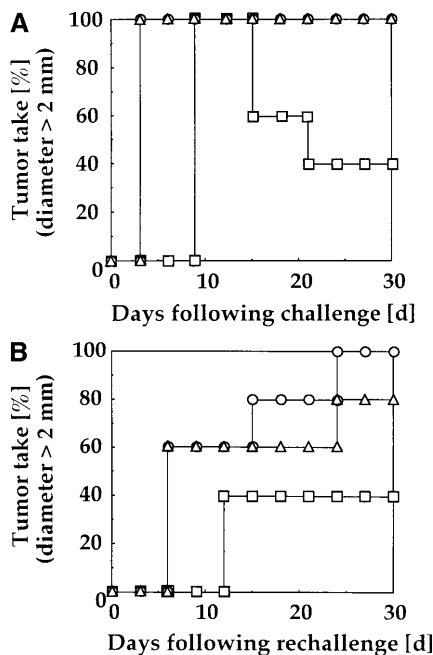 A
Tumor take [%]
(diameter > 2 mm)
100
80
60
40
20
0
0 10 20 30
Days following challenge [d]
B
Tumor take [%]
(diameter > 2 mm)
100
80
60
40
20
0
0 10 20 30
Days following rechallenge [d]